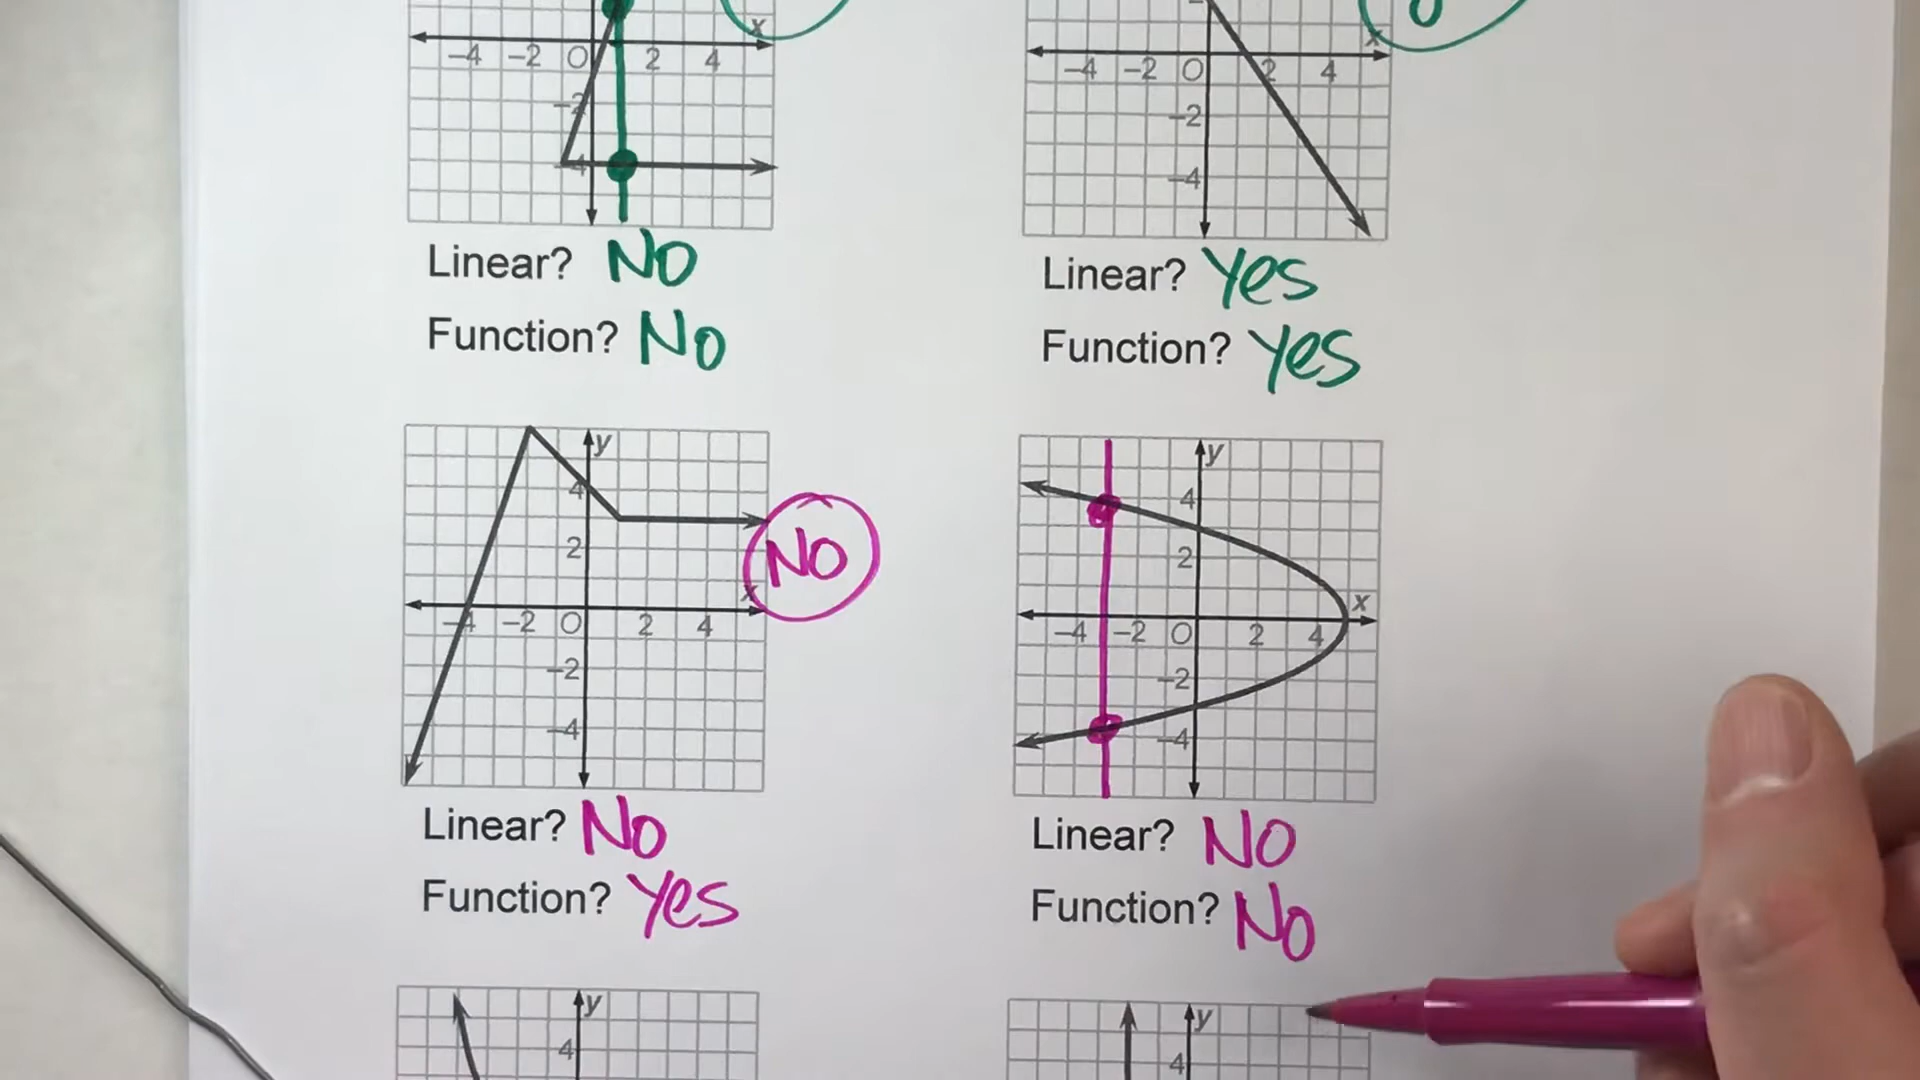 x
-4 -2 O 2 4
-2
-4
Linear? No
Function? No
x
-4 -2 O 2 4
-2
-4
Linear? Yes
Function? Yes
y
4
2
x
-4 -2 O 2 4
-2
-4
No
Linear? No
Function? Yes
y
4
2
x
-4 -2 O 2 4
-2
-4
Linear? No
Function? No
y
4
y
4